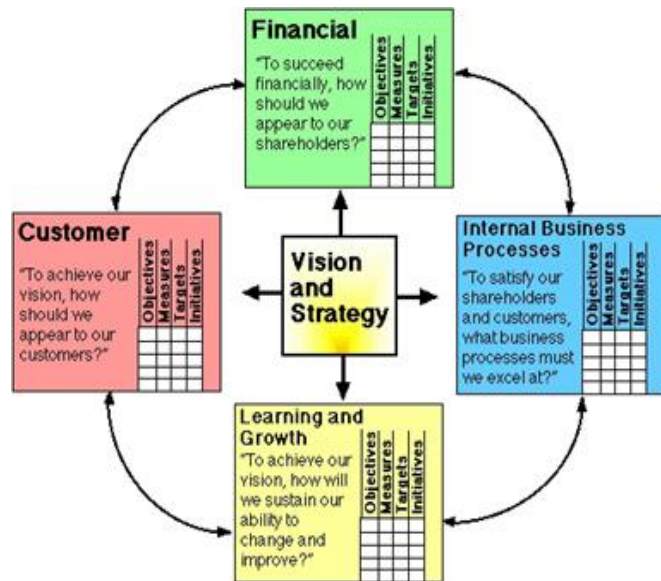 Financial
"To succeed
financially, how
should we
appear to our
shareholders?"
Objectives
Measures
Targets
Initiatives
Customer
"To achieve our
vision, how
should we
appear to our
customers?"
Objectives
Measures
Targets
Initiatives
Vision
and
Strategy
Internal Business
Processes
"To satisfy our
shareholders
and customers,
what business
processes must
we excel at?"
Objectives
Measures
Targets
Initiatives
Learning and
Growth
"To achieve our
vision, how will
we sustain our
ability to
change and
improve?"
Objectives
Measures
Targets
Initiatives